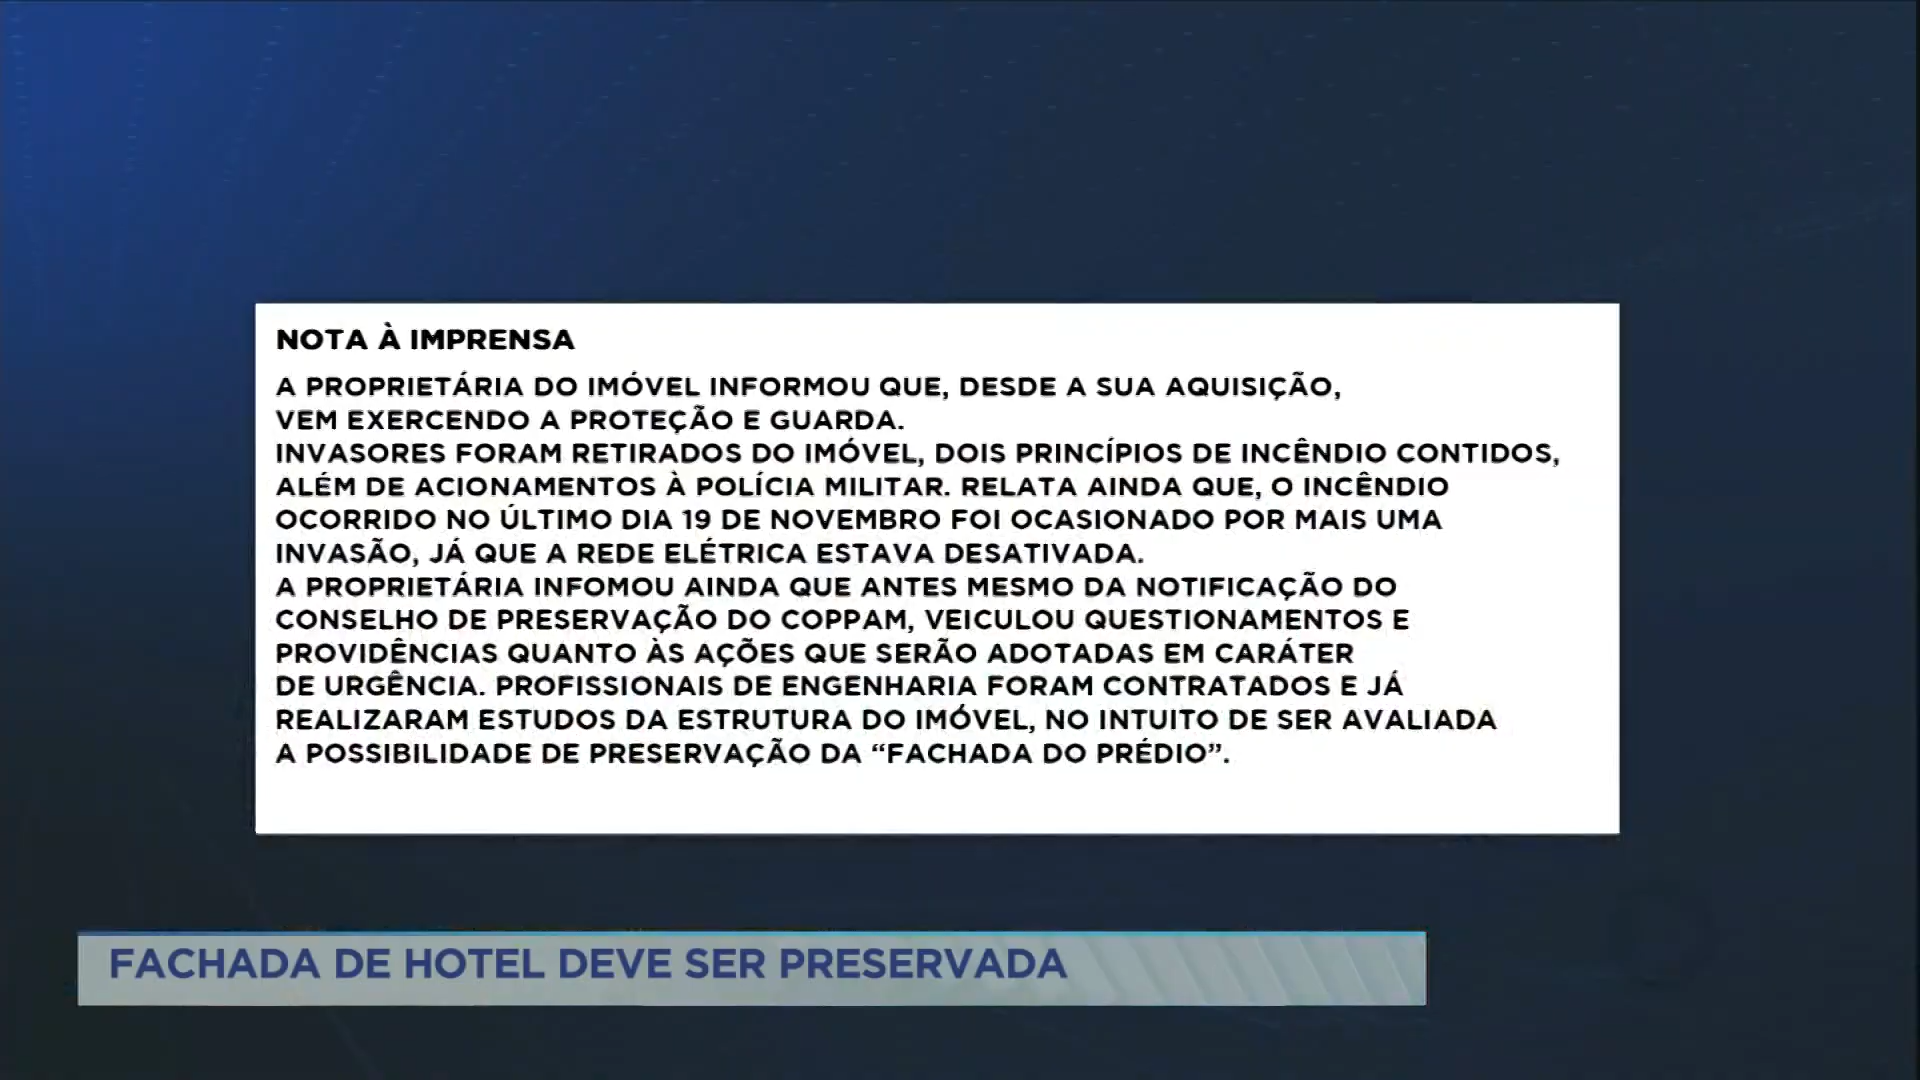 NOTA À IMPRENSA
A PROPRIETÁRIA DO IMÓVEL INFORMOU QUE, DESDE A SUA AQUISIÇÃO,
VEM EXERCENDO A PROTEÇÃO E GUARDA.
INVASORES FORAM RETIRADOS DO IMÓVEL, DOIS PRINCÍPIOS DE INCÊNDIO CONTIDOS,
ALÉM DE ACIONAMENTOS À POLÍCIA MILITAR. RELATA AINDA QUE, O INCÊNDIO
OCORRIDO NO ÚLTIMO DIA 19 DE NOVEMBRO FOI OCASIONADO POR MAIS UMA
INVASÃO, JÁ QUE A REDE ELÉTRICA ESTAVA DESATIVADA.
A PROPRIETÁRIA INFOMOU AINDA QUE ANTES MESMO DA NOTIFICAÇÃO DO
CONSELHO DE PRESERVAÇÃO DO COPPAM, VEICULOU QUESTIONAMENTOS E
PROVIDÊNCIAS QUANTO ÀS AÇÕES QUE SERÃO ADOTADAS EM CARÁTER
DE URGÊNCIA. PROFISSIONAIS DE ENGENHARIA FORAM CONTRATADOS E JÁ
REALIZARAM ESTUDOS DA ESTRUTURA DO IMÓVEL, NO INTUITO DE SER AVALIADA
A POSSIBILIDADE DE PRESERVAÇÃO DA “FACHADA DO PRÉDIO”.
FACHADA DE HOTEL DEVE SER PRESERVADA